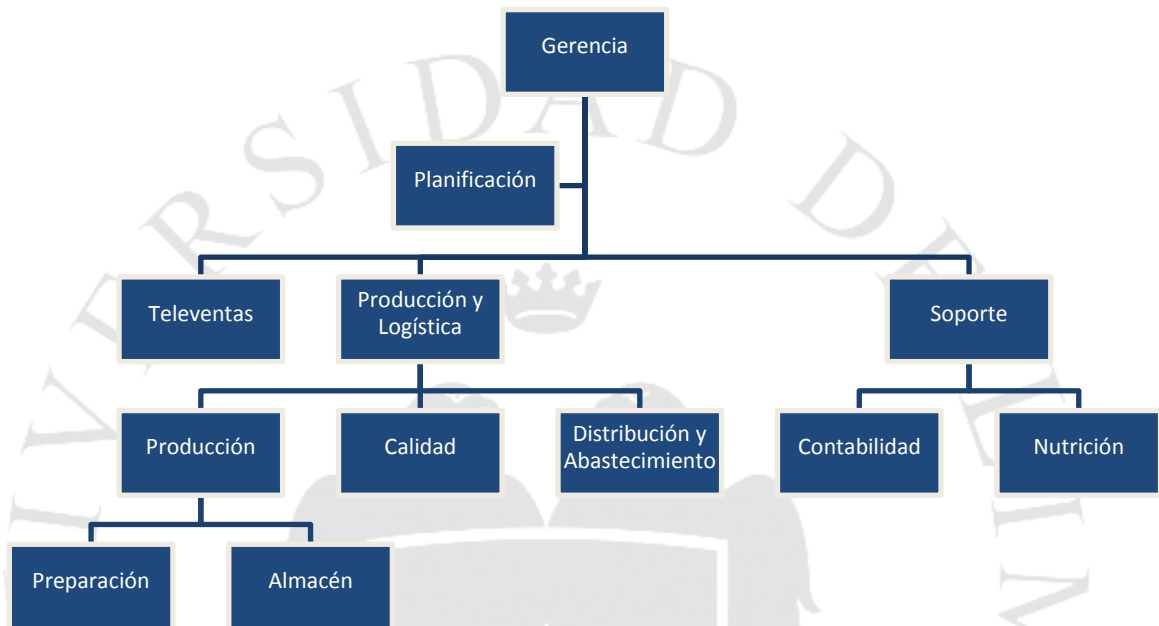 Gerencia
Planificación
Televentas
Producción y
Logística
Soporte
Producción
Calidad
Distribución y
Abastecimiento
Contabilidad
Nutrición
Preparación
Almacén